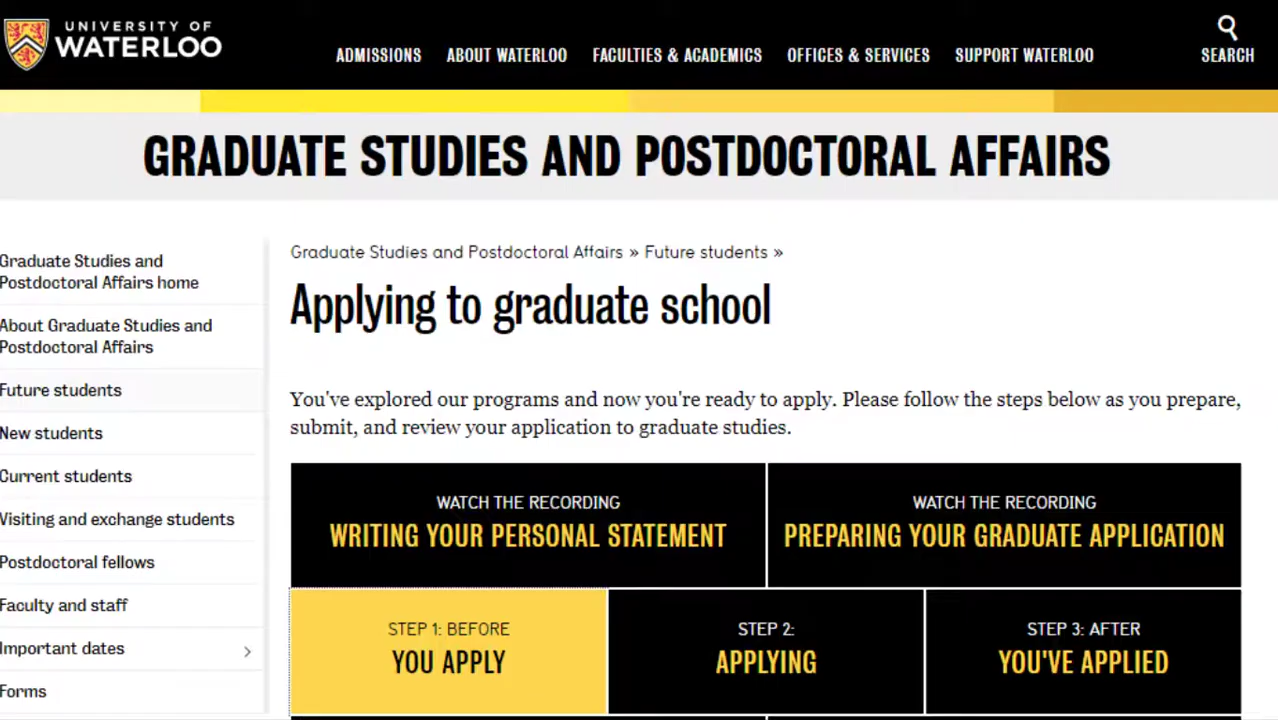 UNIVERSITY OF
WATERLOO
ADMISSIONS ABOUT WATERLOO FACULTIES & ACADEMICS OFFICES & SERVICES SUPPORT WATERLOO SEARCH
GRADUATE STUDIES AND POSTDOCTORAL AFFAIRS
Graduate Studies and
Postdoctoral Affairs home
About Graduate Studies and
Postdoctoral Affairs
Future students
New students
Current students
Visiting and exchange students
Postdoctoral fellows
Faculty and staff
Important dates
Forms
Graduate Studies and Postdoctoral Affairs » Future students »
Applying to graduate school
You've explored our programs and now you're ready to apply. Please follow the steps below as you prepare,
submit, and review your application to graduate studies.
WATCH THE RECORDING
WRITING YOUR PERSONAL STATEMENT
WATCH THE RECORDING
PREPARING YOUR GRADUATE APPLICATION
STEP 1: BEFORE
YOU APPLY
STEP 2:
APPLYING
STEP 3: AFTER
YOU'VE APPLIED